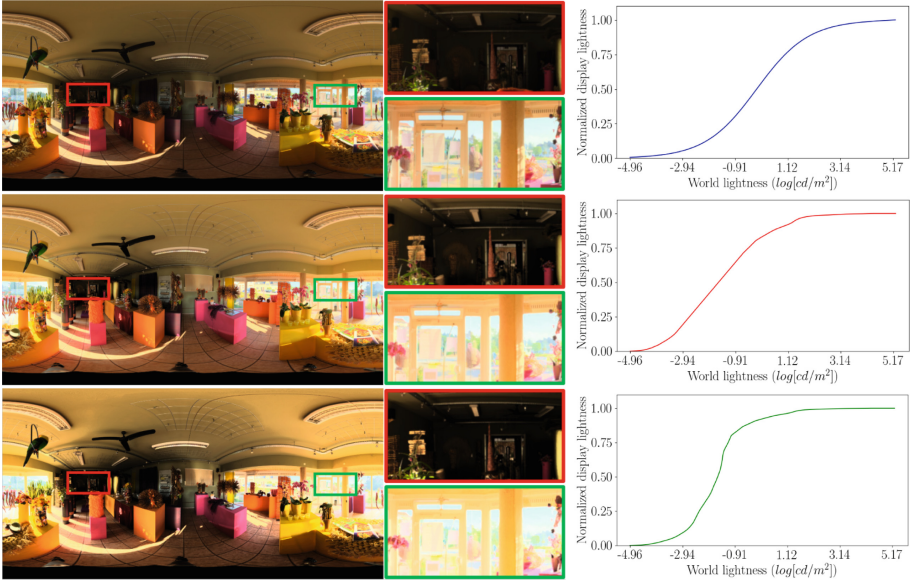 Normalized display lightness
1.00
0.75
0.50
0.25
0.00
-4.96 -2.94 -0.91 1.12 3.14 5.17
World lightness (log[cd/m²])
Normalized display lightness
1.00
0.75
0.50
0.25
0.00
-4.96 -2.94 -0.91 1.12 3.14 5.17
World lightness (log[cd/m²])
Normalized display lightness
1.00
0.75
0.50
0.25
0.00
-4.96 -2.94 -0.91 1.12 3.14 5.17
World lightness (log[cd/m²])